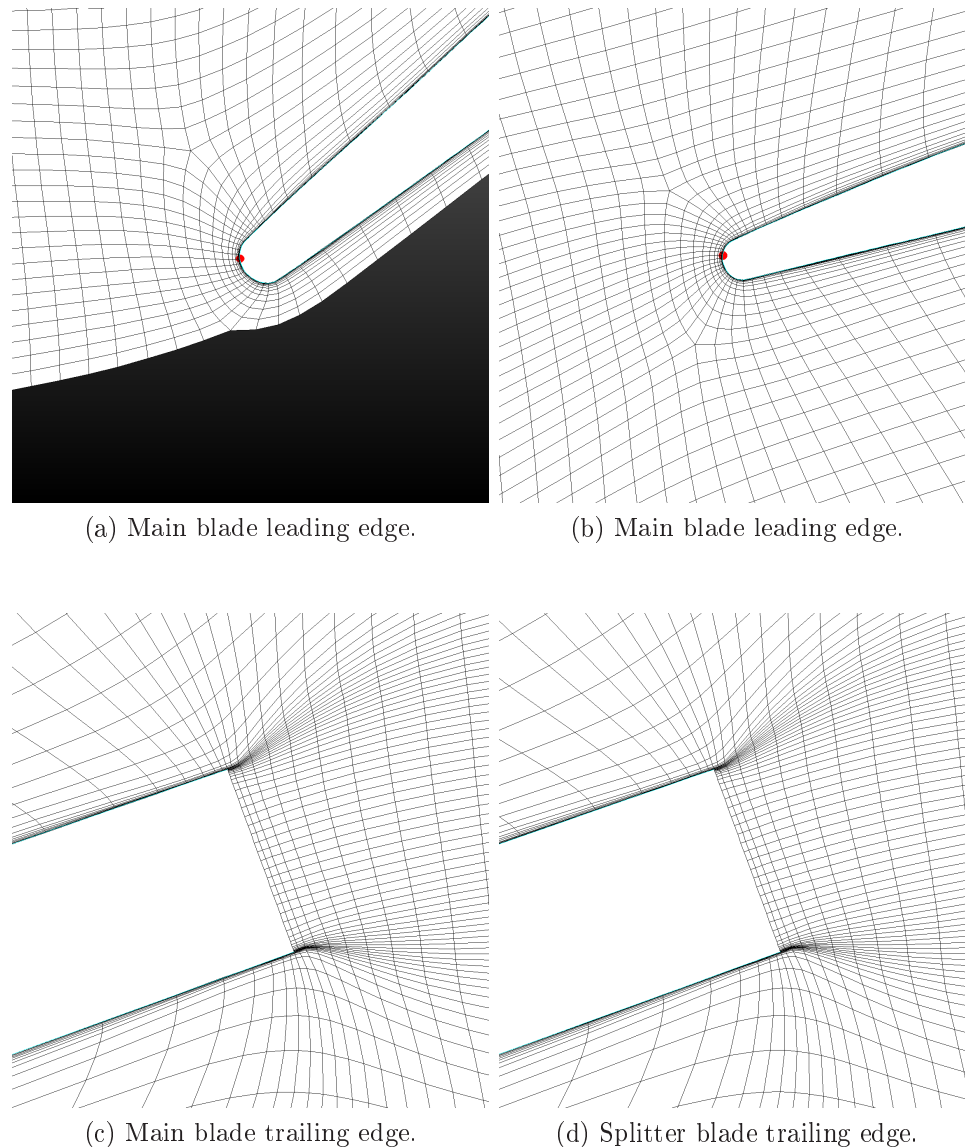 (a) Main blade leading edge.
(b) Main blade leading edge.
(c) Main blade trailing edge.
(d) Splitter blade trailing edge.